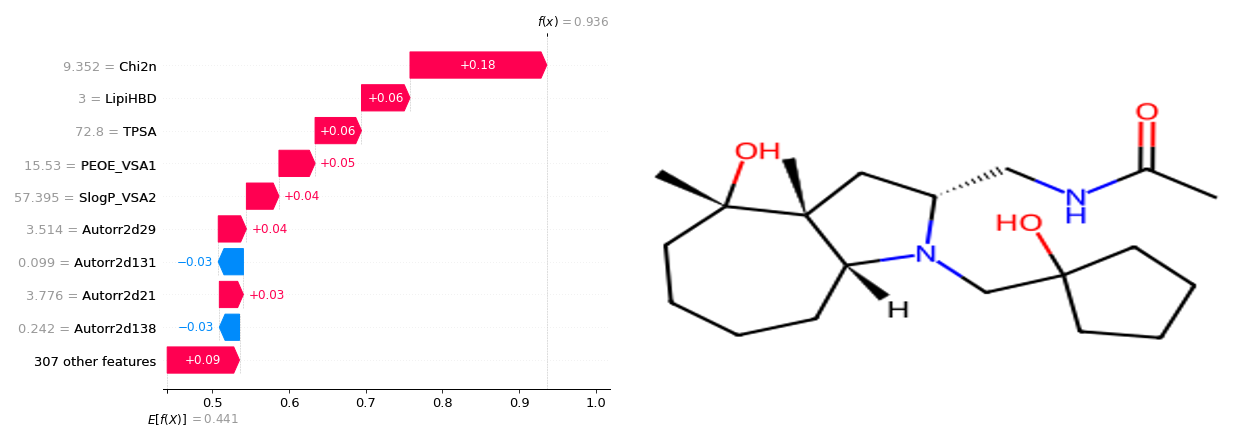 f(x) = 0.936
9.352 = Chi2n
+0.18
3 = LipiHBD
+0.06
72.8 = TPSA
+0.06
15.53 = PEOE_VSA1
+0.05
57.395 = SlogP_VSA2
+0.04
3.514 = Autorr2d29
+0.04
0.099 = Autorr2d131
−0.03
3.776 = Autorr2d21
+0.03
0.242 = Autorr2d138
−0.03
307 other features
+0.09
0.5 0.6 0.7 0.8 0.9 1.0
E[f(X)] = 0.441
O
OH
N
H
HO
N
H